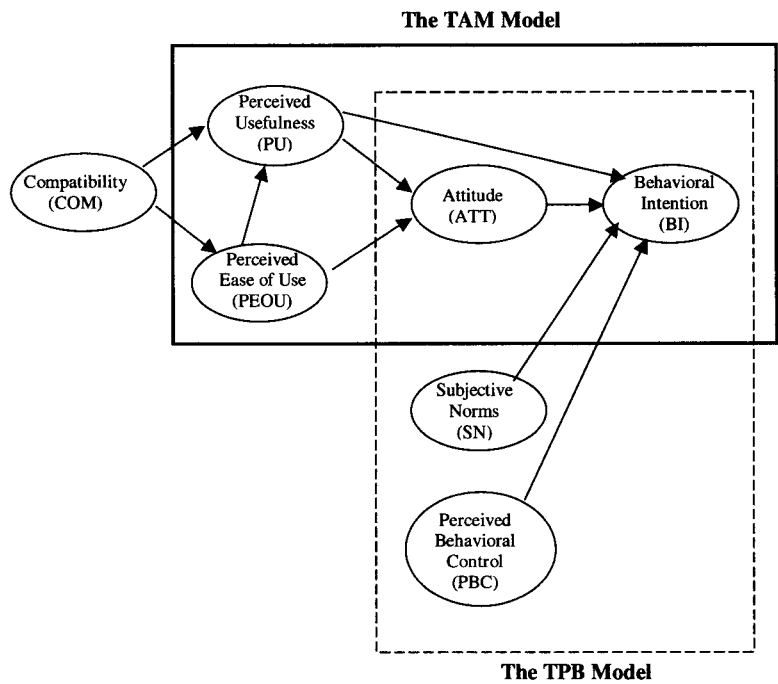 The TAM Model
Perceived
Usefulness
(PU)
Compatibility
(COM)
Attitude
(ATT)
Behavioral
Intention
(BI)
Perceived
Ease of Use
(PEOU)
Subjective
Norms
(SN)
Perceived
Behavioral
Control
(PBC)
The TPB Model